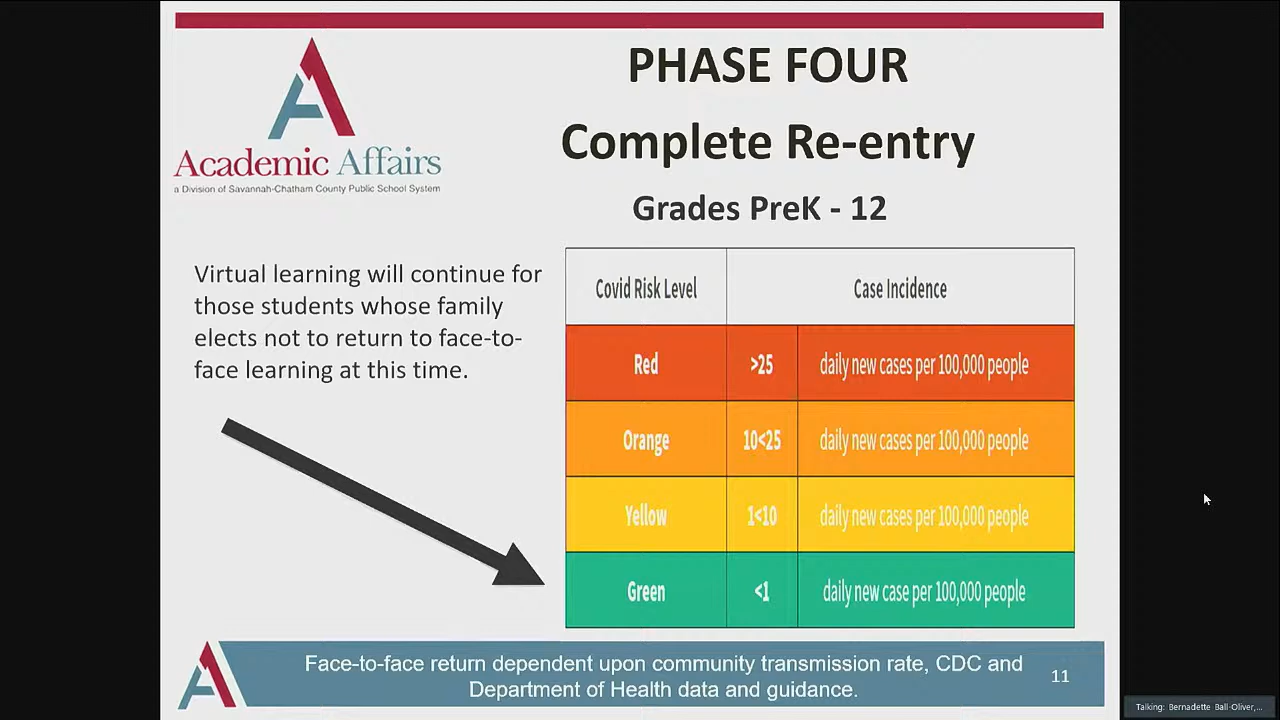 PHASE FOUR
Complete Re-entry
Grades PreK - 12
Academic Affairs
a Division of Savannah-Chatham County Public School System
Virtual learning will continue for
those students whose family
elects not to return to face-to-
face learning at this time.
Covid Risk Level Case Incidence
Red >25 daily new cases per 100,000 people
Orange 10<25 daily new cases per 100,000 people
Yellow 1<10 daily new cases per 100,000 people
Green <1 daily new case per 100,000 people
Face-to-face return dependent upon community transmission rate, CDC and
Department of Health data and guidance.
11
Talking: Bernadette Ball-Oliver,...